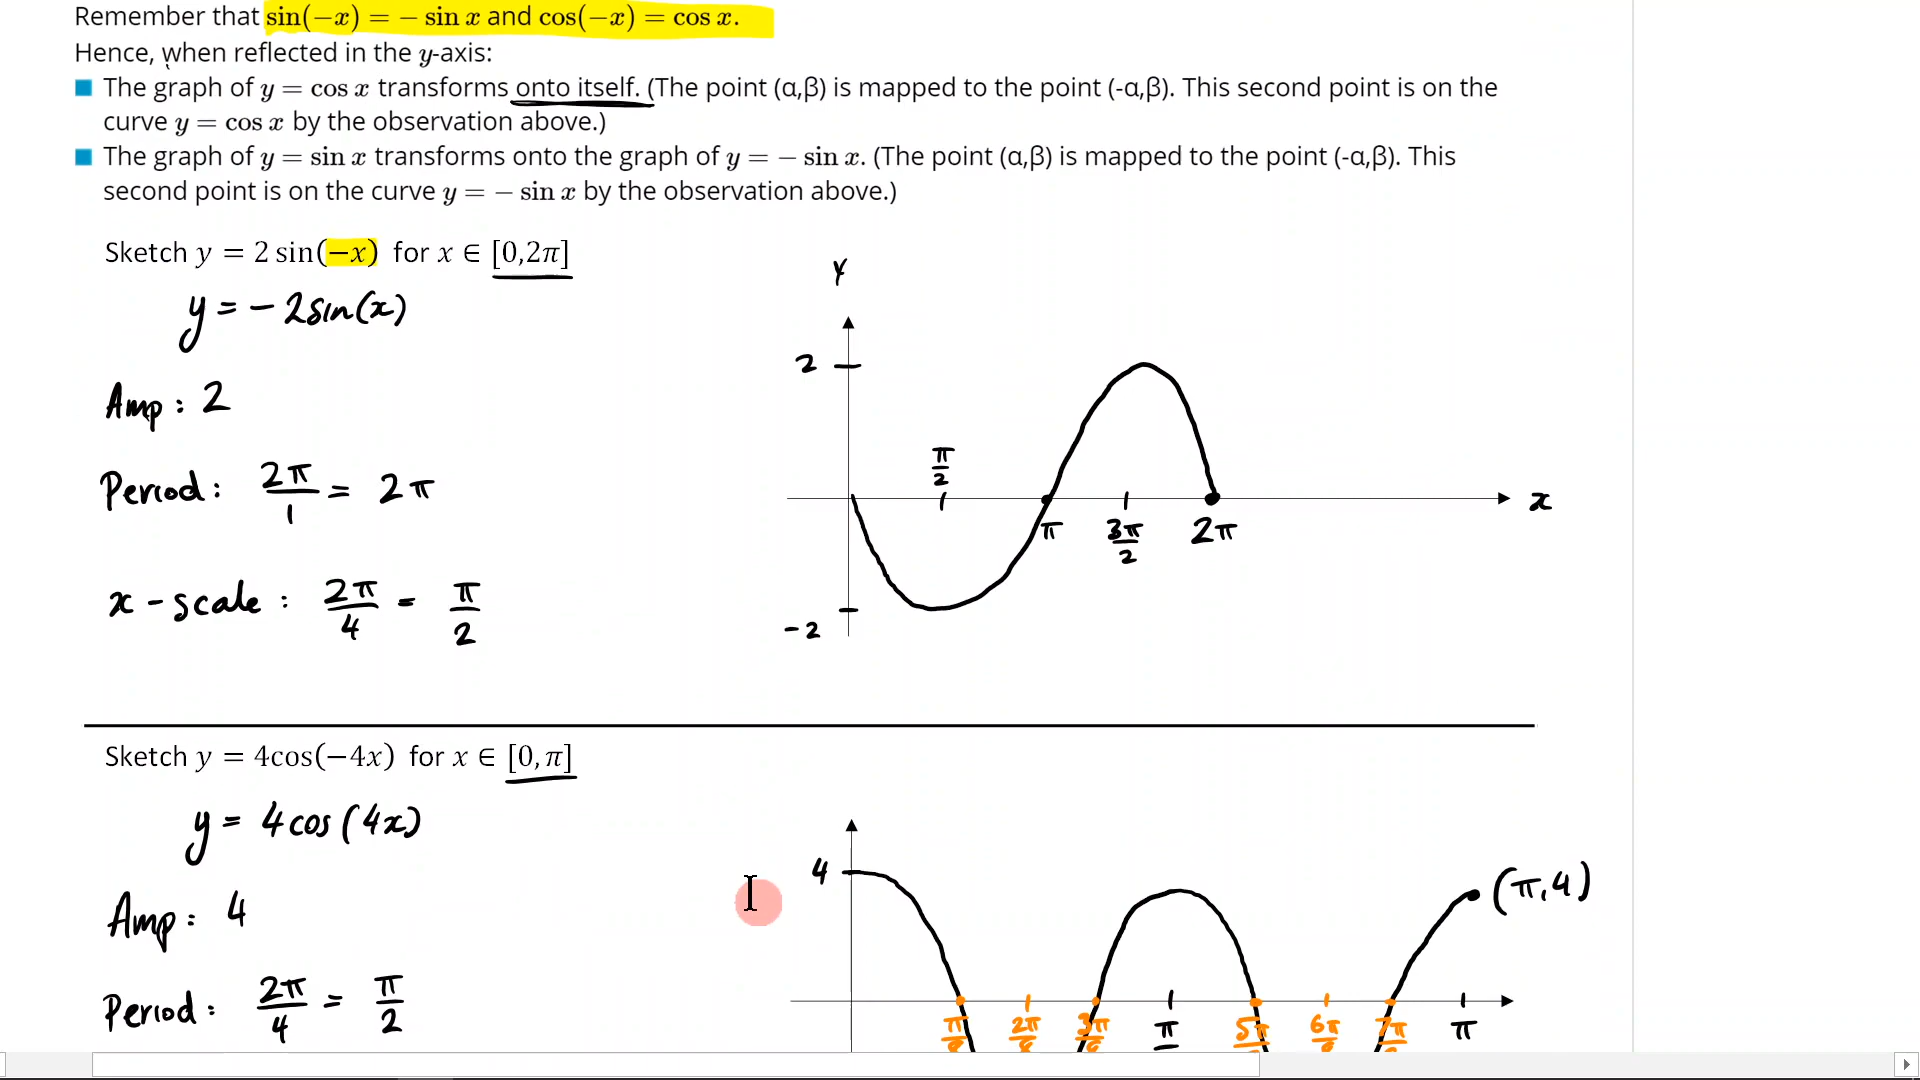 Remember that sin(−x) = − sin x and cos(−x) = cos x.
Hence, when reflected in the y-axis:
The graph of y = cos x transforms onto itself. (The point (α,β) is mapped to the point (-α,β). This second point is on the
curve y = cos x by the observation above.)
The graph of y = sin x transforms onto the graph of y = − sin x. (The point (α,β) is mapped to the point (-α,β). This
second point is on the curve y = − sin x by the observation above.)
Sketch y = 2 sin(−x) for x ∈ [0,2π]
y = − 2sin(x)
Amp : 2
Period : 2π/1 = 2π
x - scale : 2π/4 = π/2
y
2
π/2
x
π 3π/2 2π
-2
Sketch y = 4cos(−4x) for x ∈ [0, π]
y = 4cos(4x)
Amp : 4
Period : 2π/4 = π/2
4
(π,4)
π